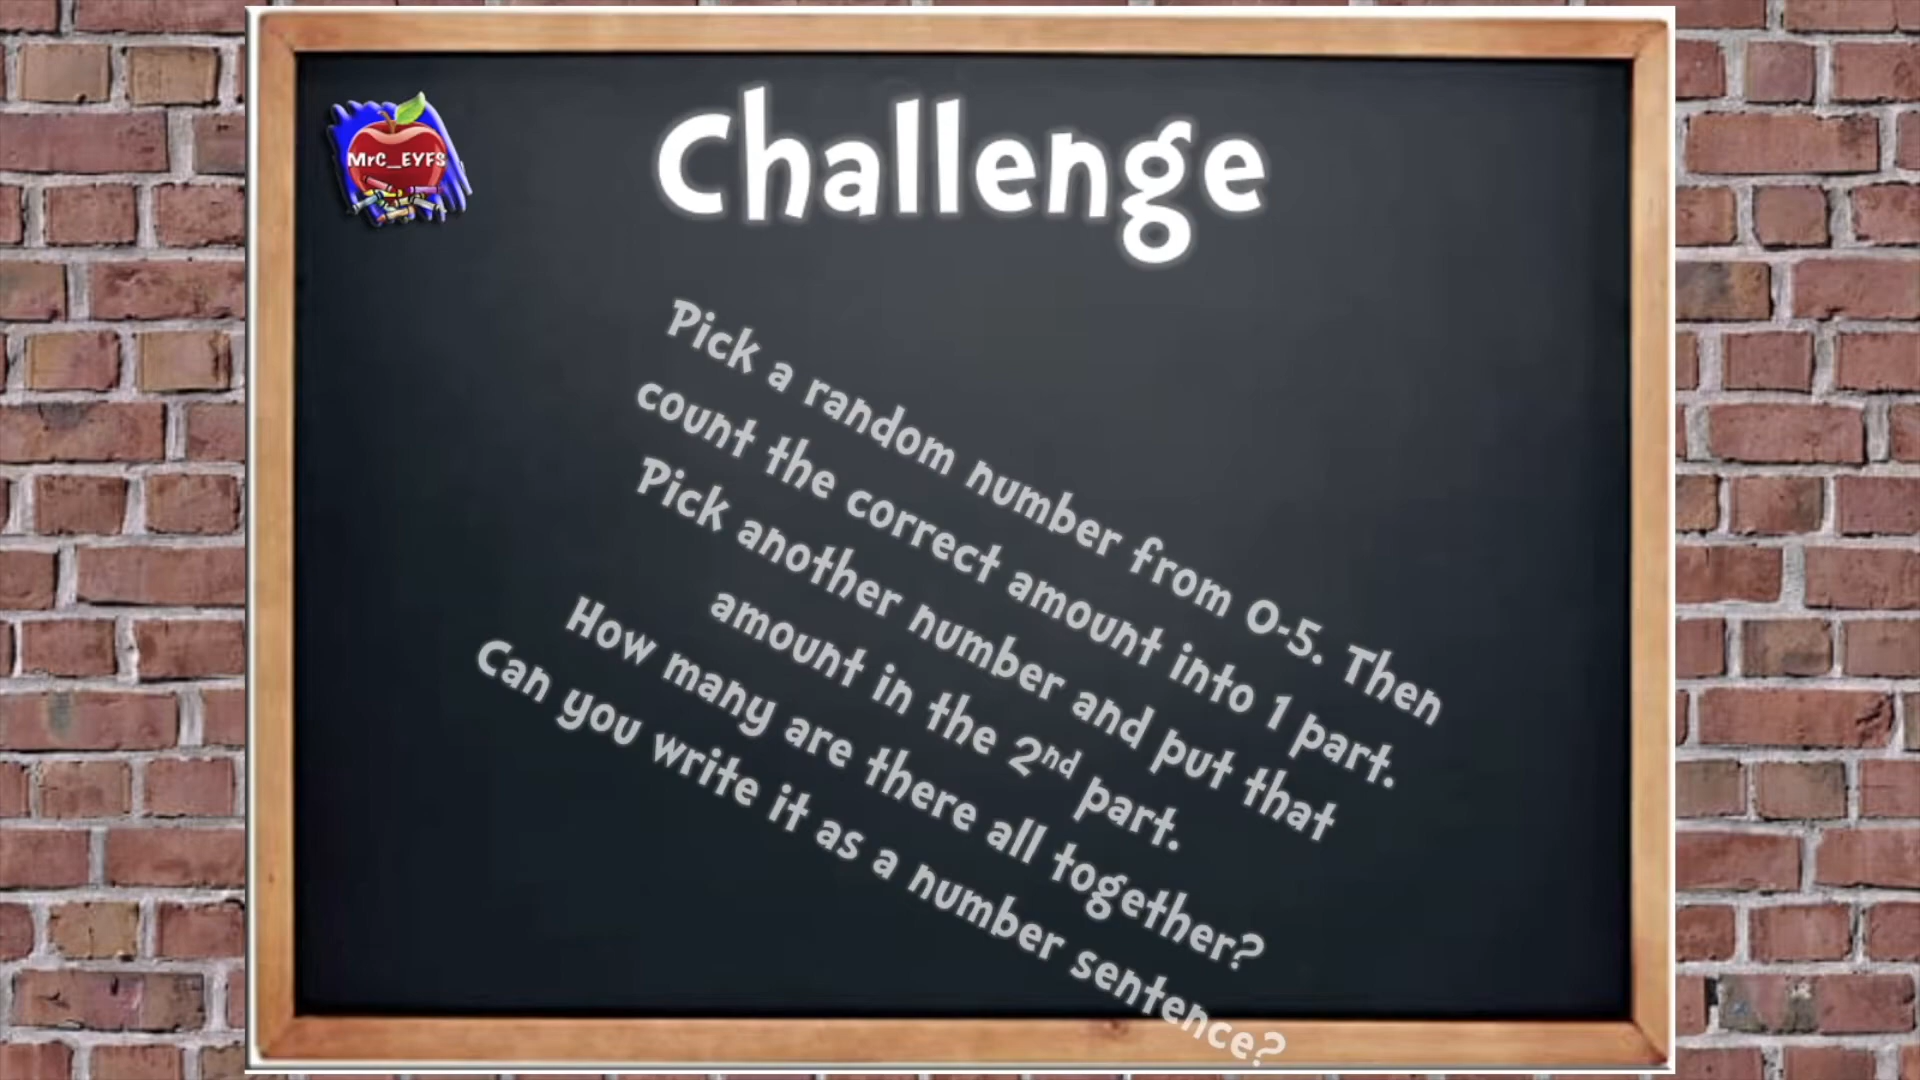 MrC_EYFS
Challenge
Pick a random number from 0-5. Then
count the correct amount into 1 part.
Pick another number and put that
amount in the 2nd part.
How many are there all together?
Can you write it as a number sentence?